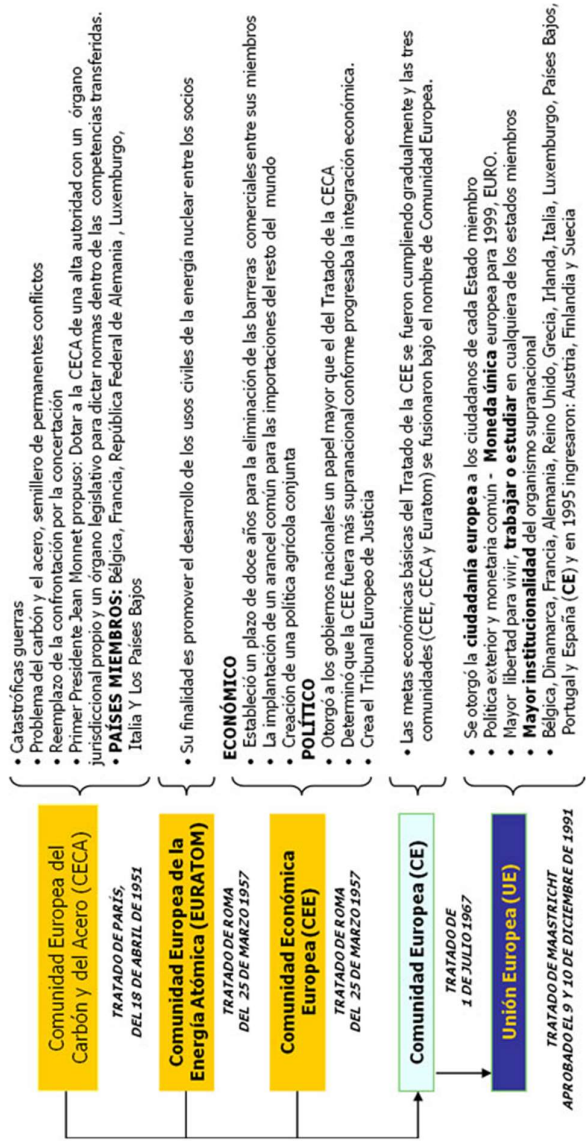 Comunidad Europea del
Carbón y del Acero (CECA)
TRATADO DE PARÍS,
DEL 18 DE ABRIL DE 1951
• Catastróficas guerras
• Problema del carbón y el acero, semillero de permanentes conflictos
• Reemplazo de la confrontación por la concertación
• Primer Presidente Jean Monnet propuso: Dotar a la CECA de una alta autoridad con un órgano
jurisdiccional propio y un órgano legislativo para dictar normas dentro de las competencias transferidas.
• PAÍSES MIEMBROS: Bélgica, Francia, República Federal de Alemania , Luxemburgo,
Italia Y Los Países Bajos
Comunidad Europea de la
Energía Atómica (EURATOM)
TRATADO DE ROMA
DEL 25 DE MARZO 1957
• Su finalidad es promover el desarrollo de los usos civiles de la energía nuclear entre los socios
Comunidad Económica
Europea (CEE)
TRATADO DE ROMA
DEL 25 DE MARZO 1957
ECONÓMICO
• Estableció un plazo de doce años para la eliminación de las barreras comerciales entre sus miembros
• La implantación de un arancel común para las importaciones del resto del mundo
• Creación de una política agrícola conjunta
POLÍTICO
• Otorgó a los gobiernos nacionales un papel mayor que el del Tratado de la CECA
• Determinó que la CEE fuera más supranacional conforme progresaba la integración económica.
• Crea el Tribunal Europeo de Justicia
Comunidad Europea (CE)
TRATADO DE
1 DE JULIO 1967
• Las metas económicas básicas del Tratado de la CEE se fueron cumpliendo gradualmente y las tres
comunidades (CEE, CECA y Euratom) se fusionaron bajo el nombre de Comunidad Europea.
Unión Europea (UE)
TRATADO DE MAASTRICHT
APROBADO EL 9 Y 10 DE DICIEMBRE DE 1991
• Se otorgó la ciudadanía europea a los ciudadanos de cada Estado miembro
• Política exterior y monetaria común - Moneda única europea para 1999, EURO.
• Mayor libertad para vivir, trabajar o estudiar en cualquiera de los estados miembros
• Mayor institucionalidad del organismo supranacional
• Bélgica, Dinamarca, Francia, Alemania, Reino Unido, Grecia, Irlanda, Italia, Luxemburgo, Países Bajos,
Portugal y España (CE) y en 1995 ingresaron: Austria, Finlandia y Suecia